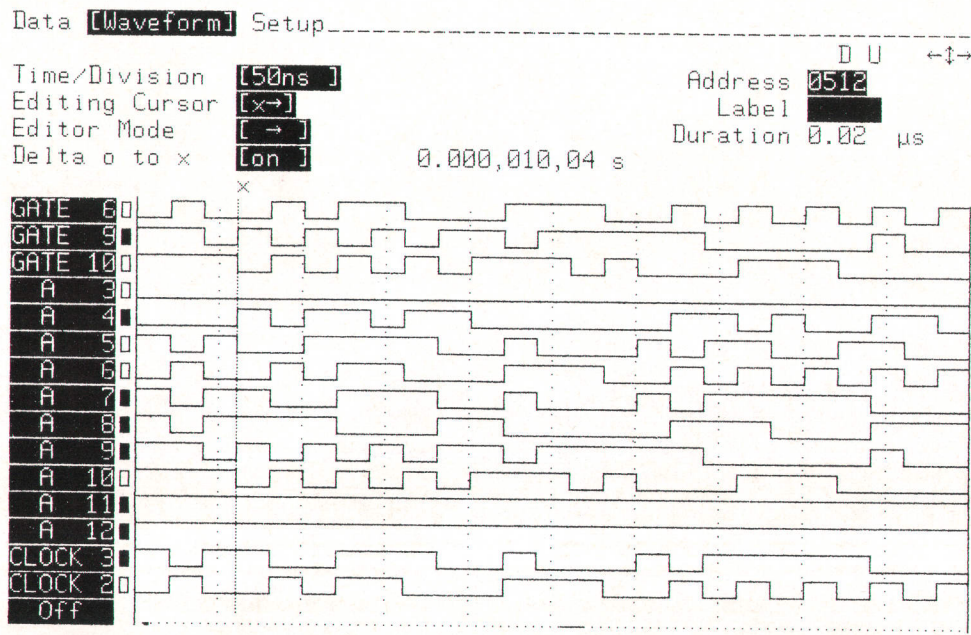 Data [Waveform] Setup
D U ←↕→
Time/Division [50ns ]
Address 0512
Editing Cursor [x→]
Label
Editor Mode [ → ]
Duration 0.02 µs
Delta o to x [on ] 0.000,010,04 s
x
GATE 6
GATE 9
GATE 10
A 3
A 4
A 5
A 6
A 7
A 8
A 9
A 10
A 11
A 12
CLOCK 3
CLOCK 2
Off